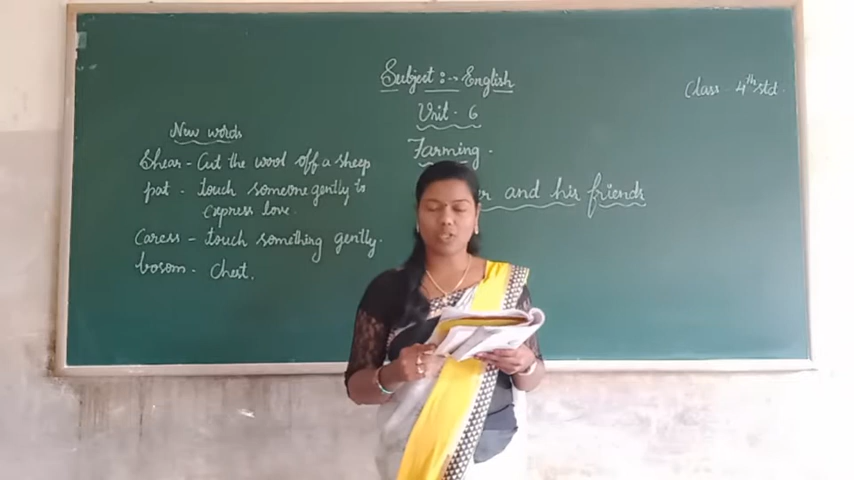 Subject :- English
Class 4th std.
Unit. 6
Farming.
and his friends
New words
Shear - Cut the wool off a sheep
pat - touch someone gently to
express love.
Caress - touch something gently.
bosom - Chest.